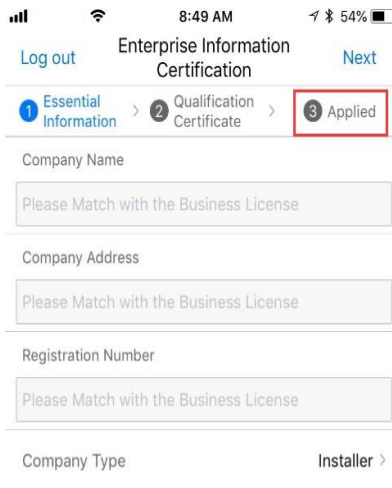 8:49 AM 54%
Log out Enterprise Information Certification Next
1 Essential Information > 2 Qualification Certificate > 3 Applied
Company Name
Please Match with the Business License
Company Address
Please Match with the Business License
Registration Number
Please Match with the Business License
Company Type Installer >